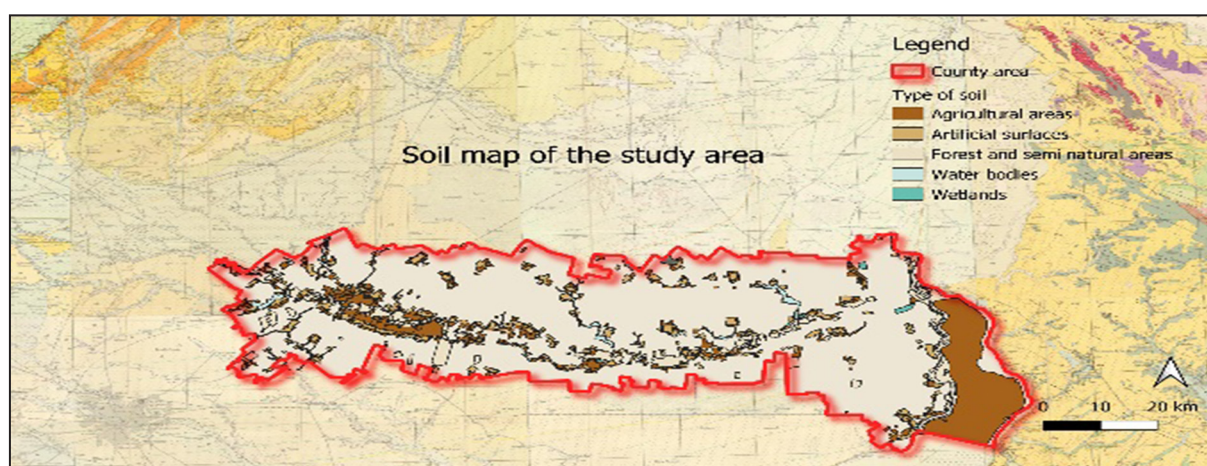 Legend
County area
Type of soil
Agricultural areas
Artificial surfaces
Forest and semi natural areas
Water bodies
Wetlands
Soil map of the study area
0 10 20 km